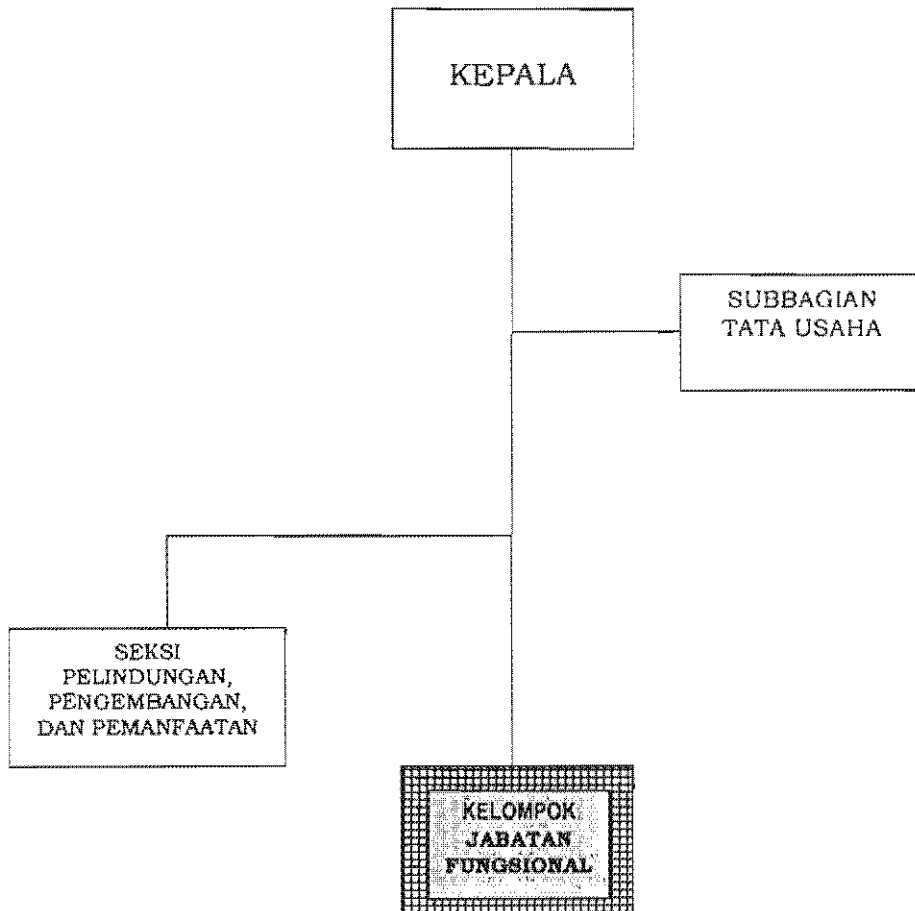 KEPALA
SUBBAGIAN
TATA USAHA
SEKSI
PELINDUNGAN,
PENGEMBANGAN,
DAN PEMANFAATAN
KELOMPOK
JABATAN
FUNGSIONAL